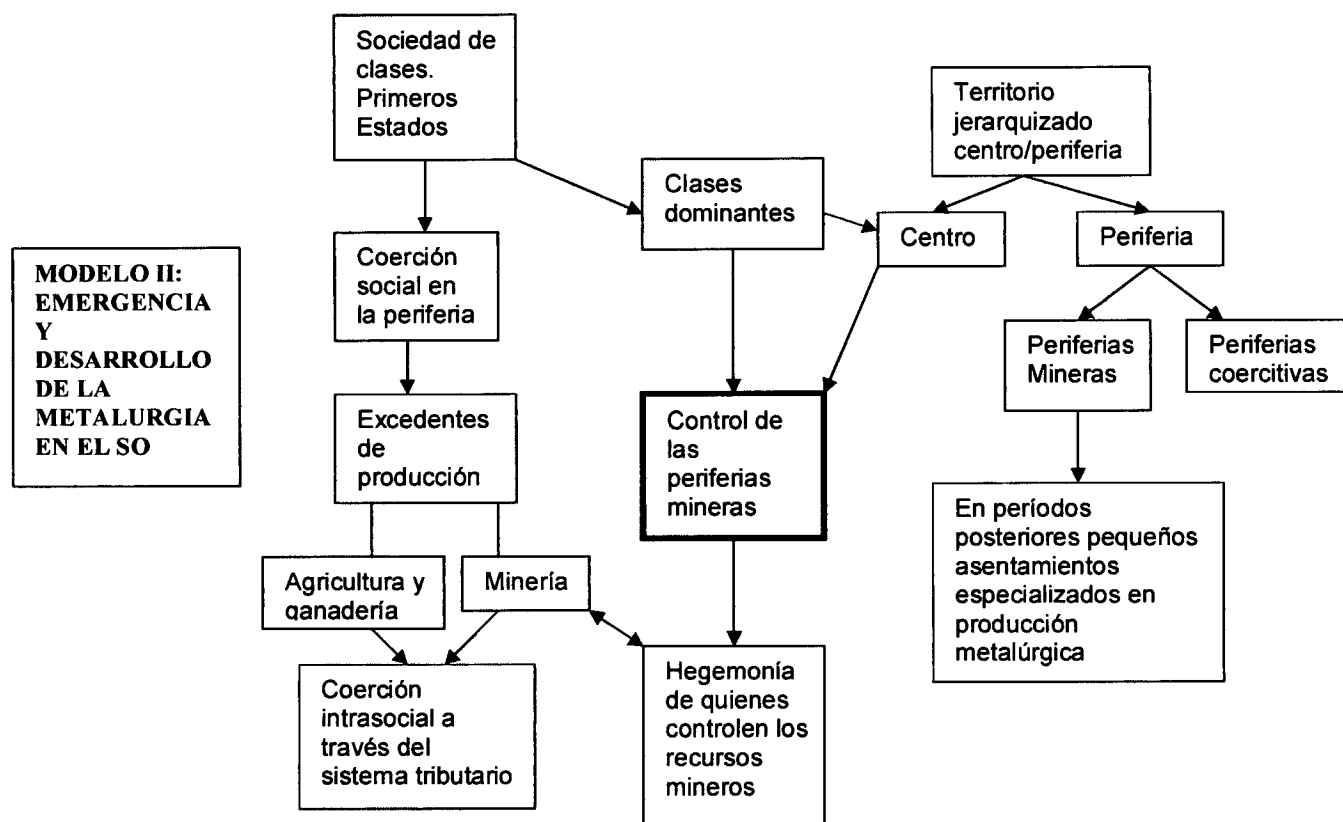 Sociedad de
clases.
Primeros
Estados
Territorio
jerarquizado
centro/periferia
Clases
dominantes
Centro
Periferia
MODELO II:
EMERGENCIA
Y
DESARROLLO
DE LA
METALURGIA
EN EL SO
Coerción
social en
la periferia
Periferias
Mineras
Periferias
coercitivas
Excedentes
de
producción
Control de
las
periferias
mineras
En períodos
posteriores pequeños
asentamientos
especializados en
producción
metalúrgica
Agricultura y
ganadería
Minería
Coerción
intrasocial a
través del
sistema tributario
Hegemonía
de quienes
controlen los
recursos
mineros